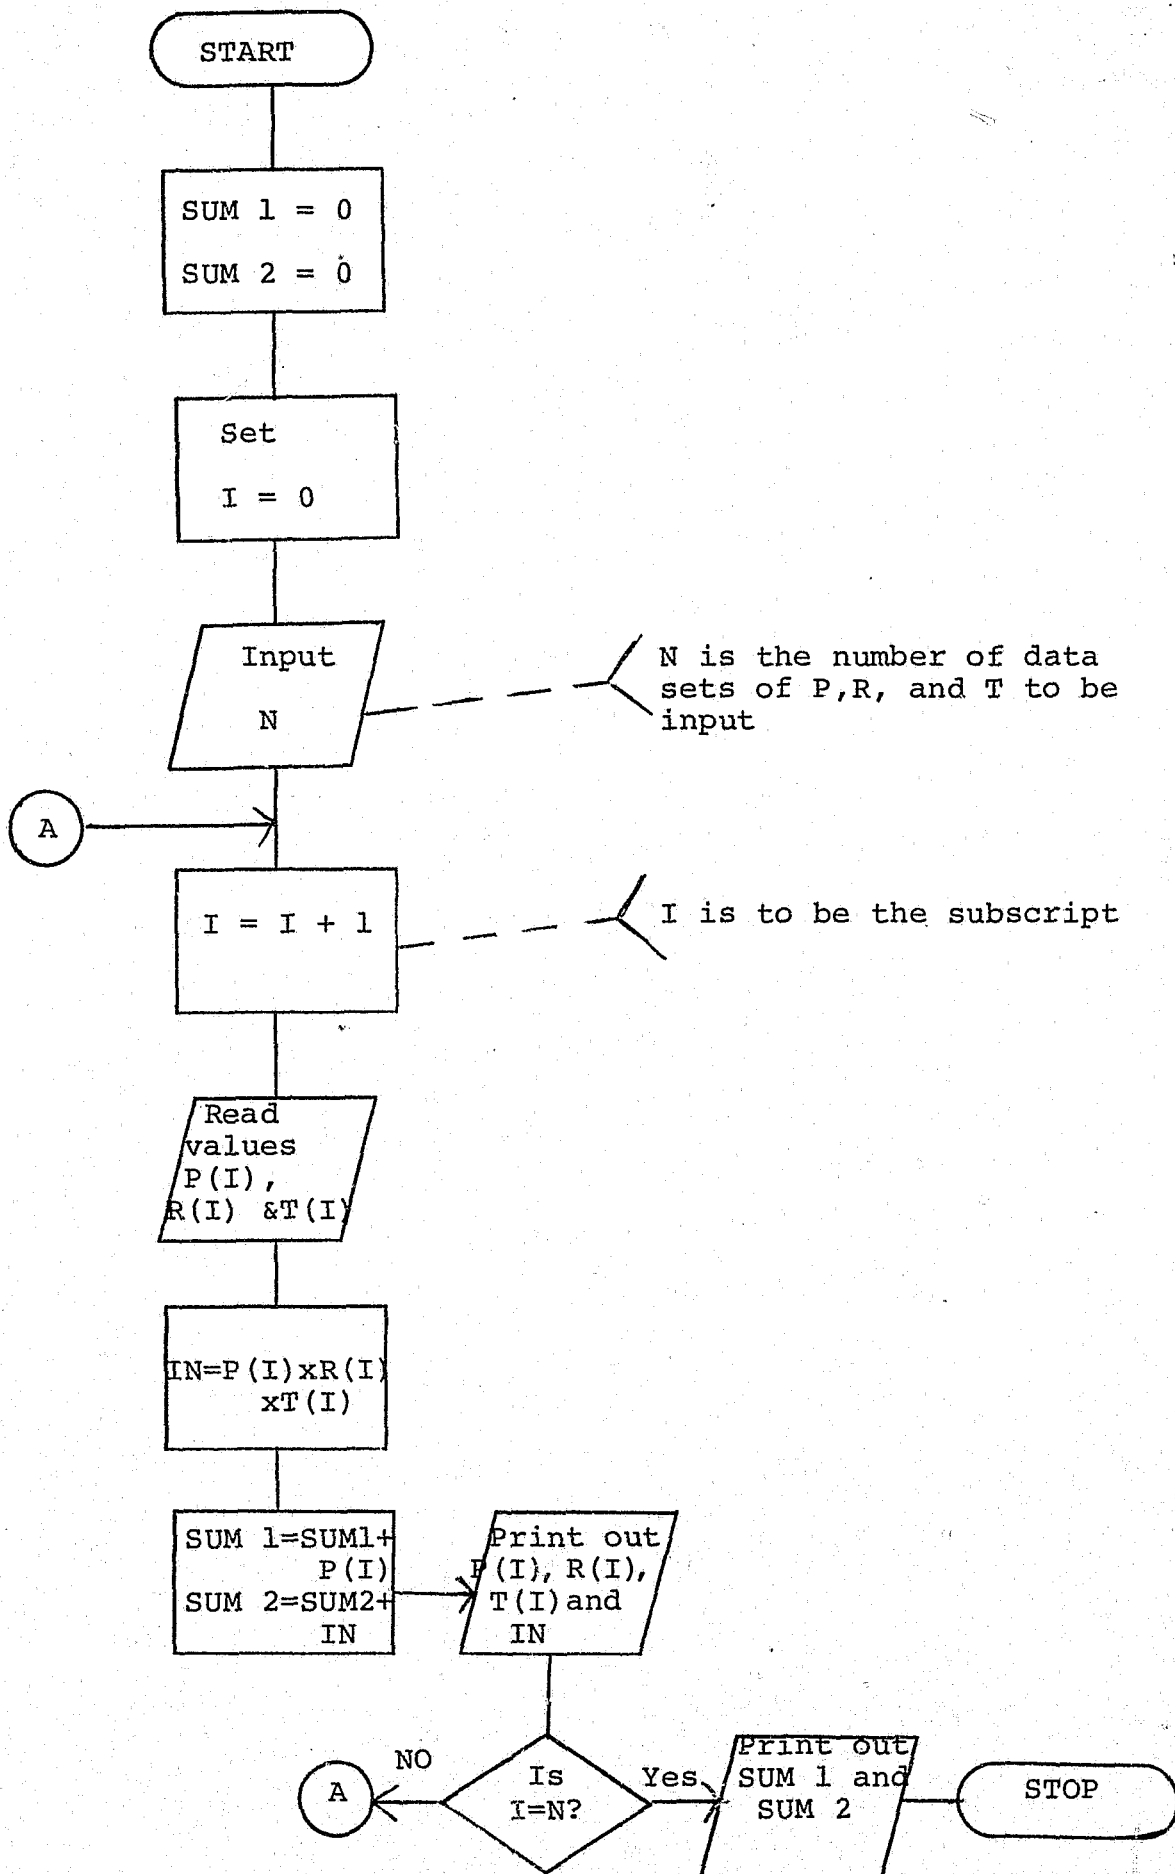 START
SUM 1 = 0
SUM 2 = 0
Set
I = 0
Input
N
N is the number of data
sets of P,R, and T to be
input
A
I = I + 1
I is to be the subscript
Read
values
P(I),
R(I) &T(I)
IN=P(I)xR(I)
xT(I)
SUM 1=SUM1+
P(I)
SUM 2=SUM2+
IN
Print out
P(I), R(I),
T(I)and
IN
Is
I=N?
NO
A
Yes
Print out
SUM 1 and
SUM 2
STOP